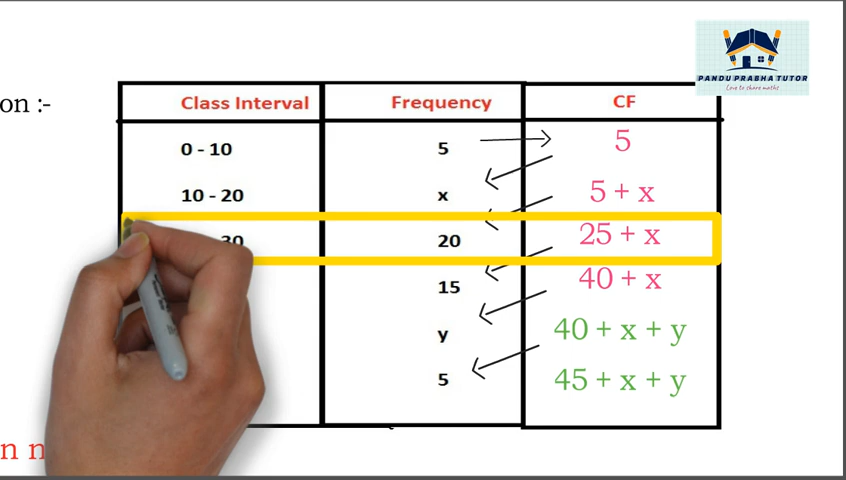 PANDU PRABHA TUTOR
Love to share maths
on :-
Class Interval Frequency CF
0 - 10 5 5
10 - 20 x 5 + x
30 20 25 + x
15 40 + x
y 40 + x + y
5 45 + x + y
n n